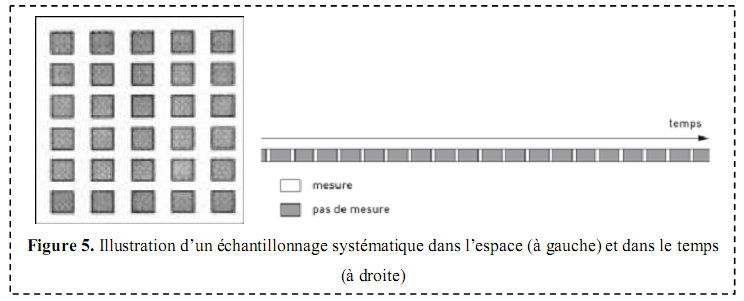 temps
mesure
pas de mesure
Figure 5. Illustration d’un échantillonnage systématique dans l’espace (à gauche) et dans le temps
(à droite)